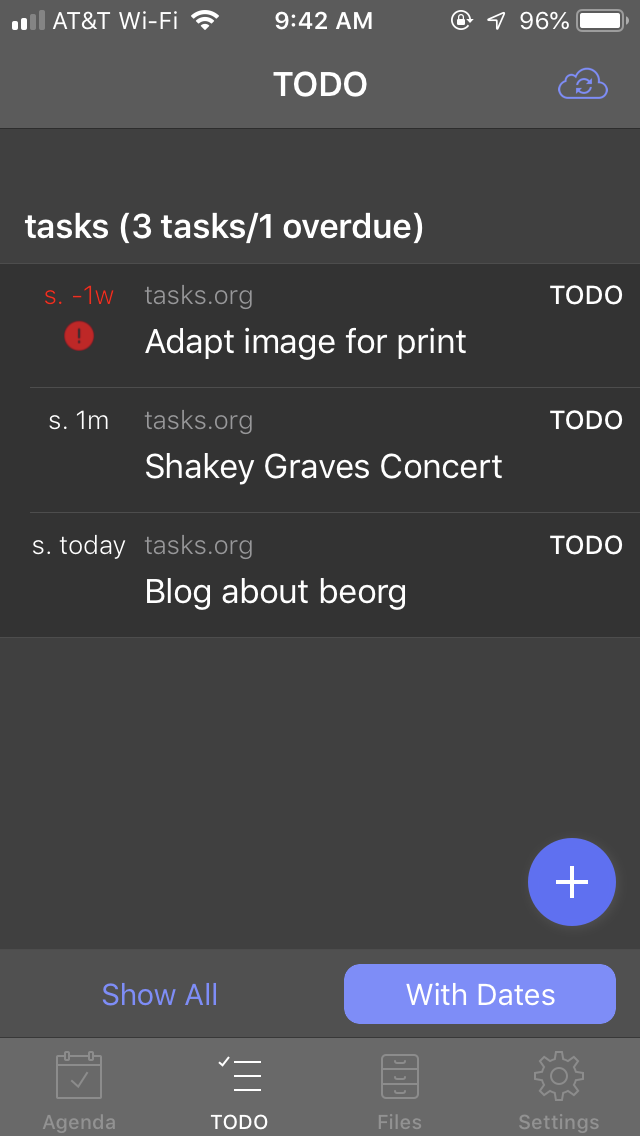 AT&T Wi-Fi 9:42 AM 96%
TODO
tasks (3 tasks/1 overdue)
s. -1w tasks.org TODO
! Adapt image for print
s. 1m tasks.org TODO
Shakey Graves Concert
s. today tasks.org TODO
Blog about beorg
Show All With Dates
Agenda TODO Files Settings